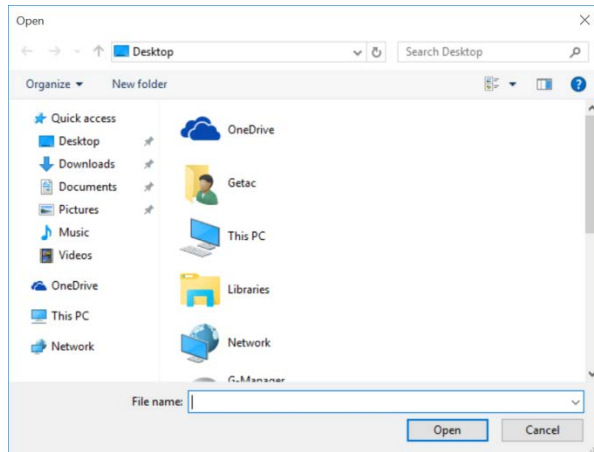 Open
Desktop
Search Desktop
Organize
New folder
Quick access
Desktop
Downloads
Documents
Pictures
Music
Videos
OneDrive
This PC
Network
OneDrive
Getac
This PC
Libraries
Network
G-Manager
File name:
Open
Cancel